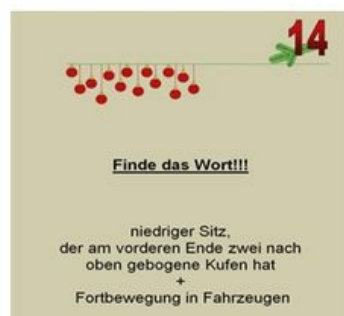 14
Finde das Wort!!!
niedriger Sitz,
der am vorderen Ende zwei nach
oben gebogene Kufen hat
+
Fortbewegung in Fahrzeugen